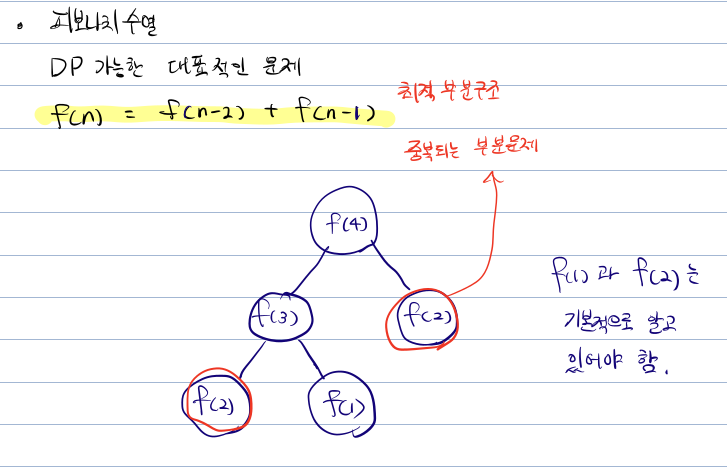 • 피보나치 수열
DP 가능한 대표적인 문제
f(n) = f(n-2) + f(n-1)
최적 부분구조
중복되는 부분문제
f(4)
f(3)
f(2)
f(2)
f(1)
f(1)과 f(2)는
기본적으로 알고
있어야 함.